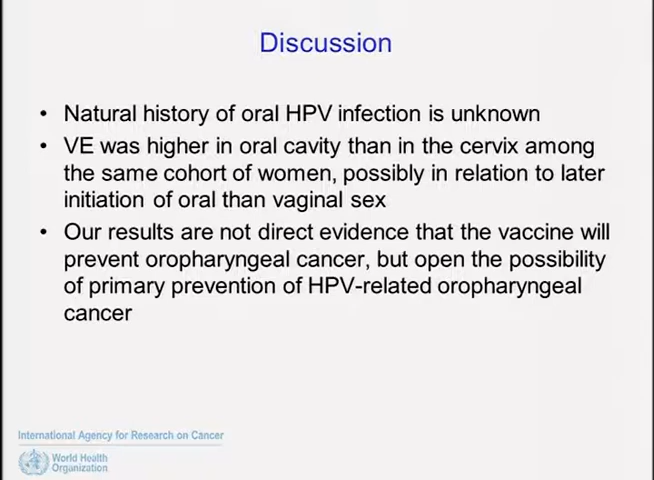 Discussion
• Natural history of oral HPV infection is unknown
• VE was higher in oral cavity than in the cervix among
the same cohort of women, possibly in relation to later
initiation of oral than vaginal sex
• Our results are not direct evidence that the vaccine will
prevent oropharyngeal cancer, but open the possibility
of primary prevention of HPV-related oropharyngeal
cancer
International Agency for Research on Cancer
World Health
Organization